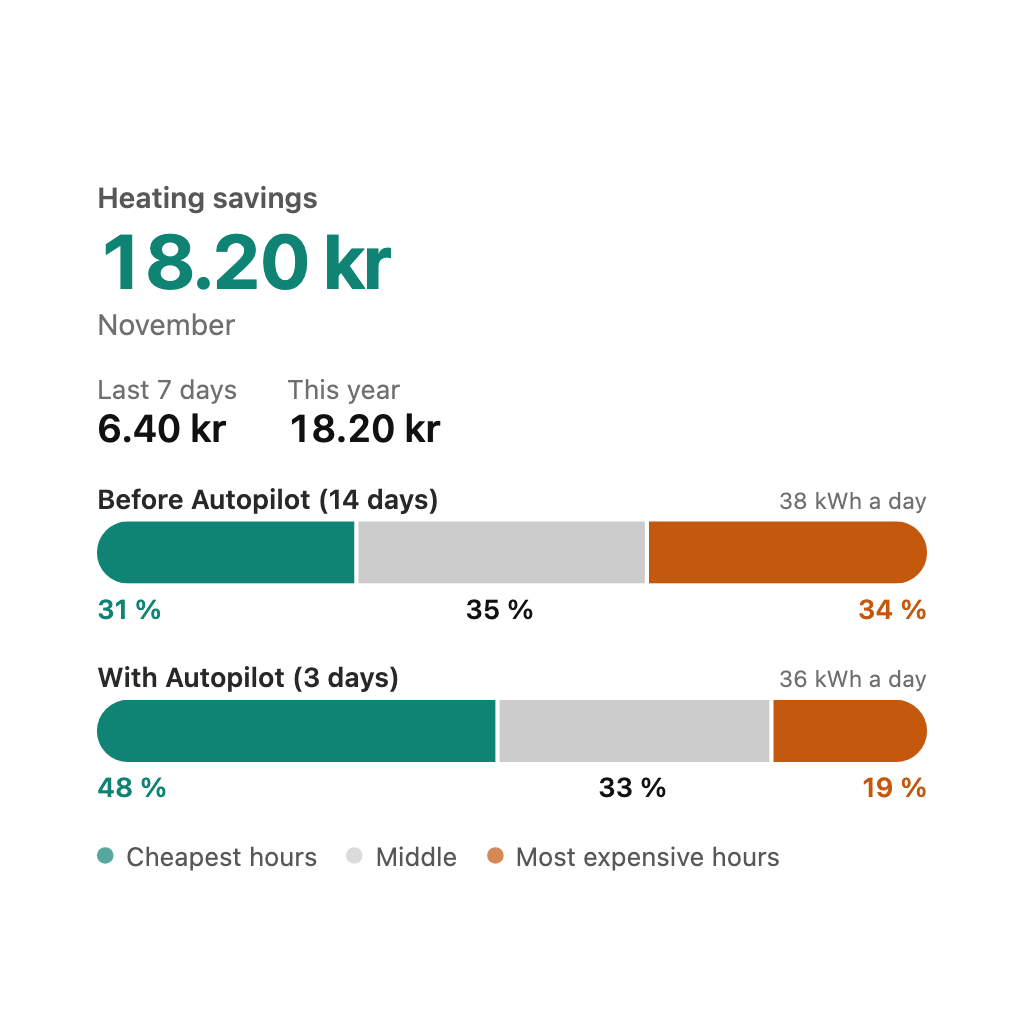 Heating savings
18.20 kr
November
Last 7 days This year
6.40 kr 18.20 kr
Before Autopilot (14 days) 38 kWh a day
31 % 35 % 34 %
With Autopilot (3 days) 36 kWh a day
48 % 33 % 19 %
Cheapest hours Middle Most expensive hours